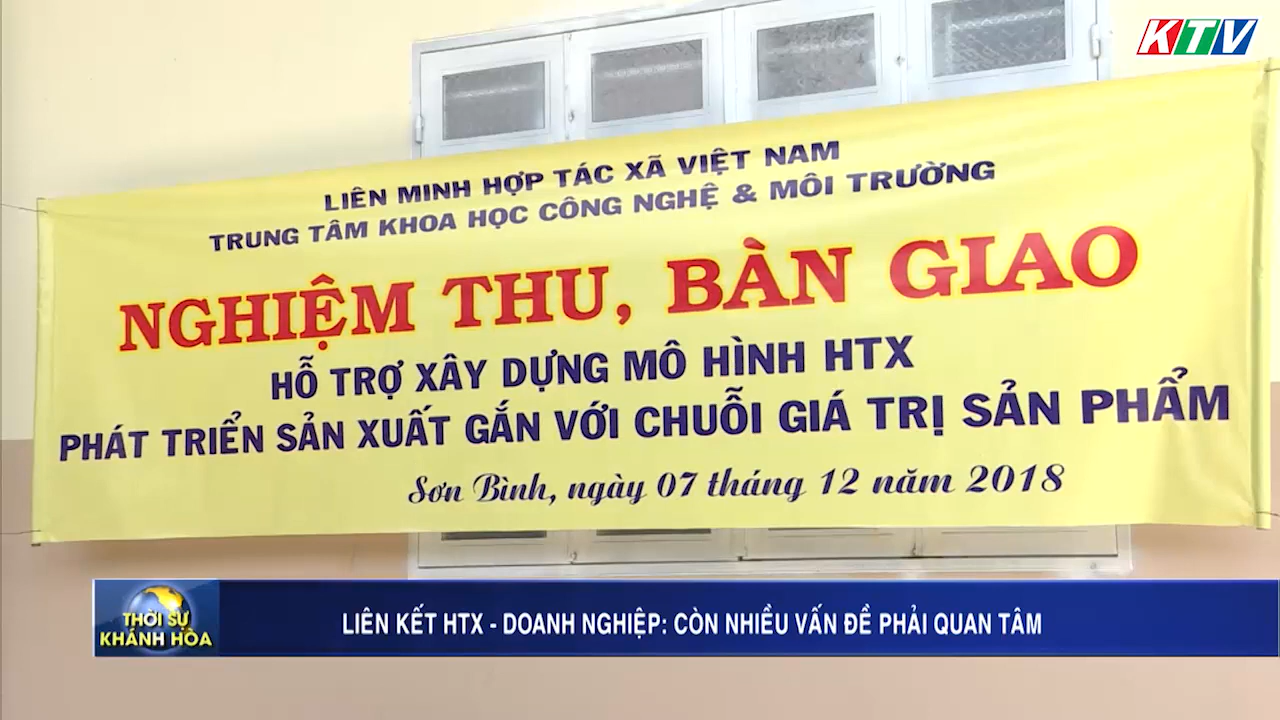 KTV
LIÊN MINH HỢP TÁC XÃ VIỆT NAM
TRUNG TÂM KHOA HỌC CÔNG NGHỆ & MÔI TRƯỜNG
NGHIỆM THU, BÀN GIAO
HỖ TRỢ XÂY DỰNG MÔ HÌNH HTX
PHÁT TRIỂN SẢN XUẤT GẮN VỚI CHUỖI GIÁ TRỊ SẢN PHẨM
Sơn Bình, ngày 07 tháng 12 năm 2018
THỜI SỰ
KHÁNH HÒA
LIÊN KẾT HTX - DOANH NGHIỆP: CÒN NHIỀU VẤN ĐỀ PHẢI QUAN TÂM